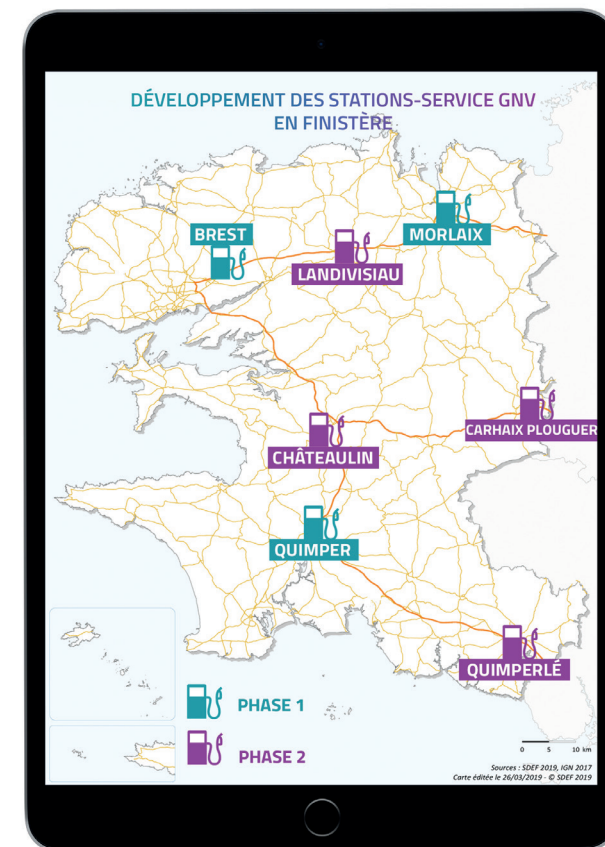 DÉVELOPPEMENT DES STATIONS-SERVICE GNV
EN FINISTÈRE
MORLAIX
BREST
LANDIVISIAU
CARHAIX PLOUGUER
CHÂTEAULIN
QUIMPER
QUIMPERLÉ
PHASE 1
PHASE 2
0 5 10 km
Sources : SDEF 2019, IGN 2017
Carte éditée le 26/03/2019 - © SDEF 2019